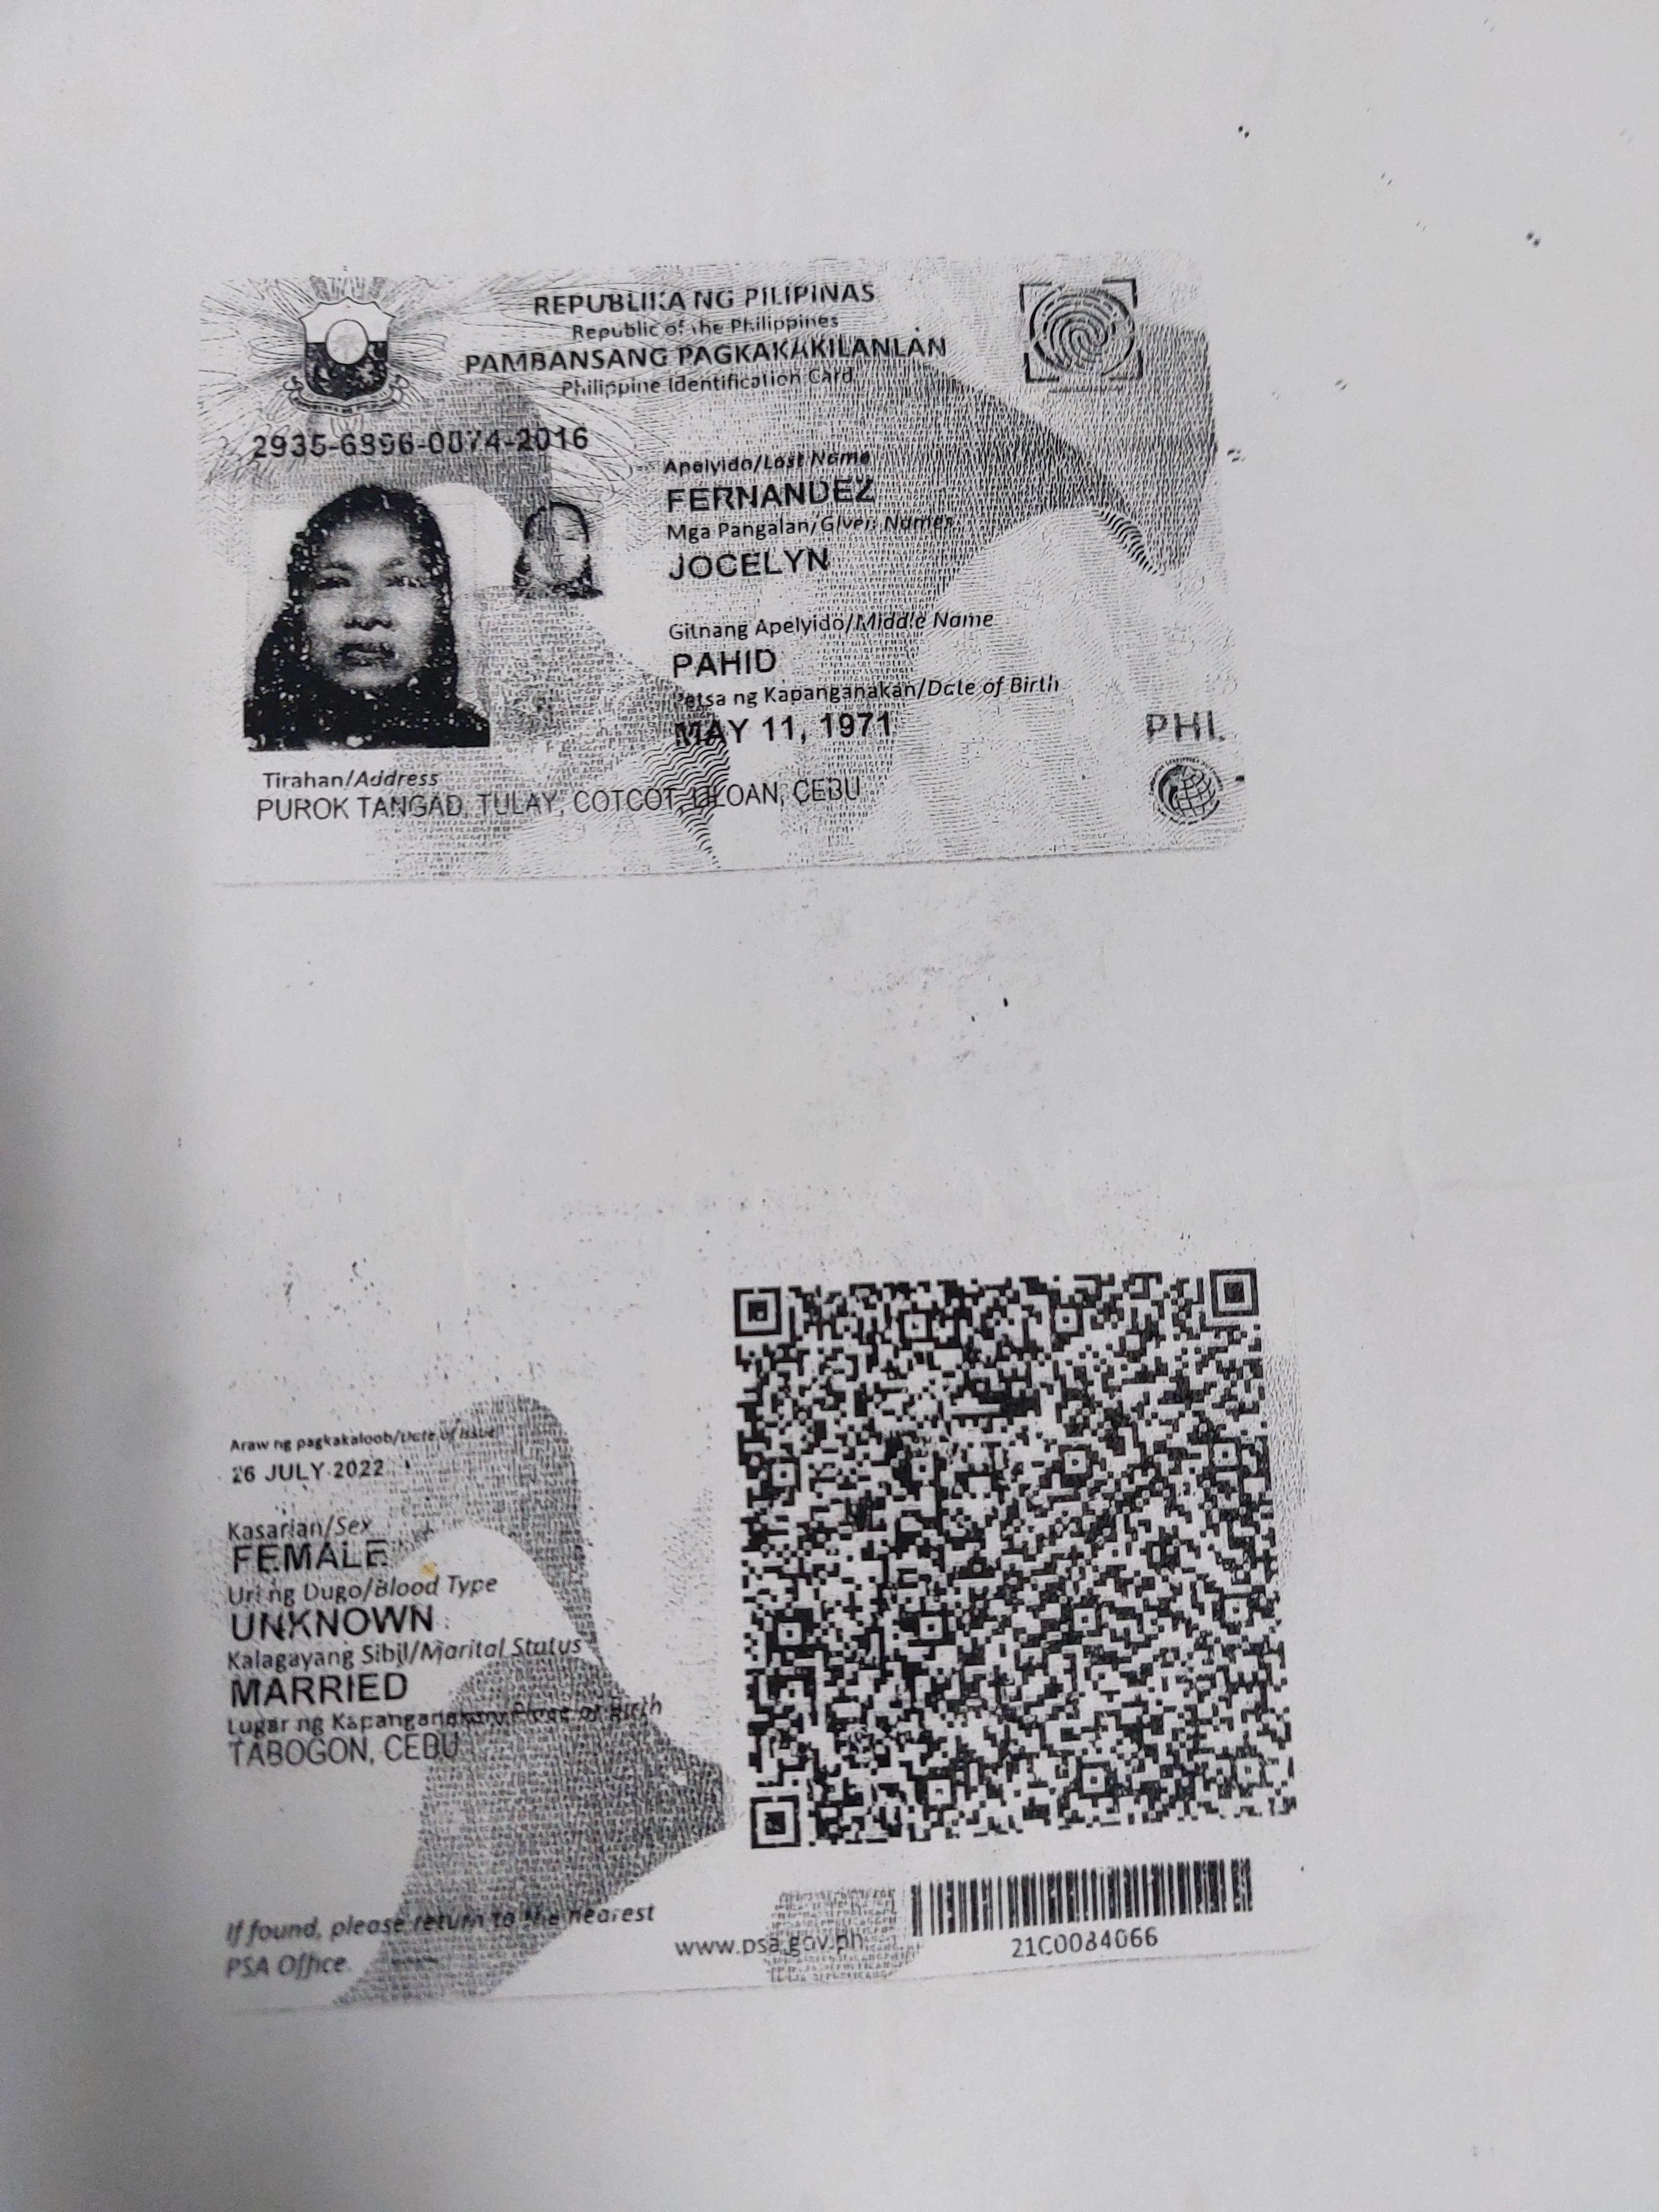 REPUBLIKA NG PILIPINAS
Republic of the Philippines
PAMBANSANG PAGKAKAKILANLAN
Philippine Identification Card
2935-6896-0074-2016
Apelyido/Last Name
FERNANDEZ
Mga Pangalan/Given Names
JOCELYN
Gitnang Apelyido/Middle Name
PAHID
Petsa ng Kapanganakan/Date of Birth
MAY 11, 1971
PHL
Tirahan/Address
PUROK TANGAD, TULAY, COTCOT, LILOAN, CEBU
Araw ng pagkakaloob/Date of Issue
26 JULY 2022
Kasarian/Sex
FEMALE
Uri ng Dugo/Blood Type
UNKNOWN
Kalagayang Sibil/Marital Status
MARRIED
Lugar ng Kapanganakan/Place of Birth
TABOGON, CEBU
If found, please return to the nearest
PSA Office.
www.psa.gov.ph
21C0084066